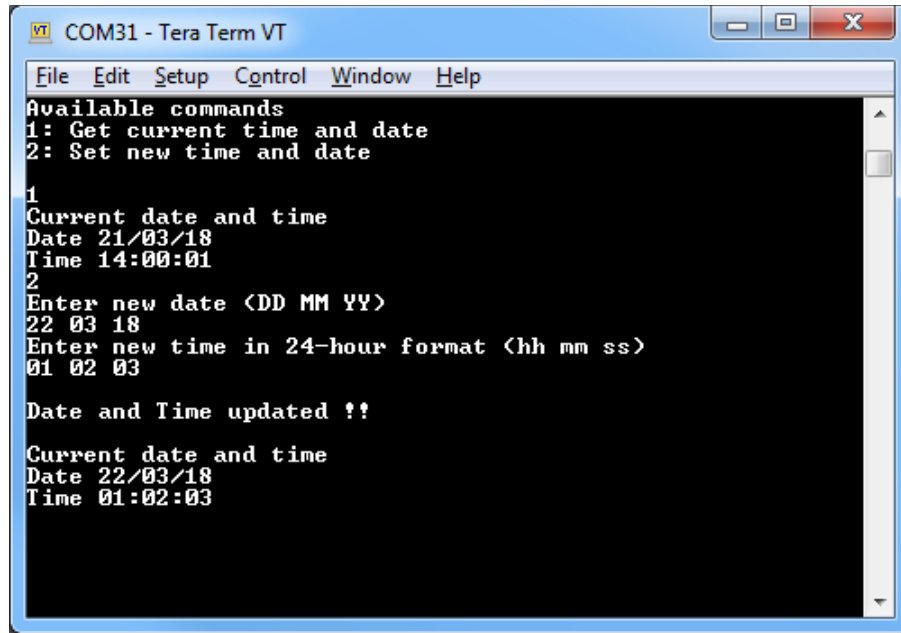 VT COM31 - Tera Term VT
File Edit Setup Control Window Help
Available commands
1: Get current time and date
2: Set new time and date
1
Current date and time
Date 21/03/18
Time 14:00:01
2
Enter new date (DD MM YY)
22 03 18
Enter new time in 24-hour format (hh mm ss)
01 02 03
Date and Time updated !!
Current date and time
Date 22/03/18
Time 01:02:03